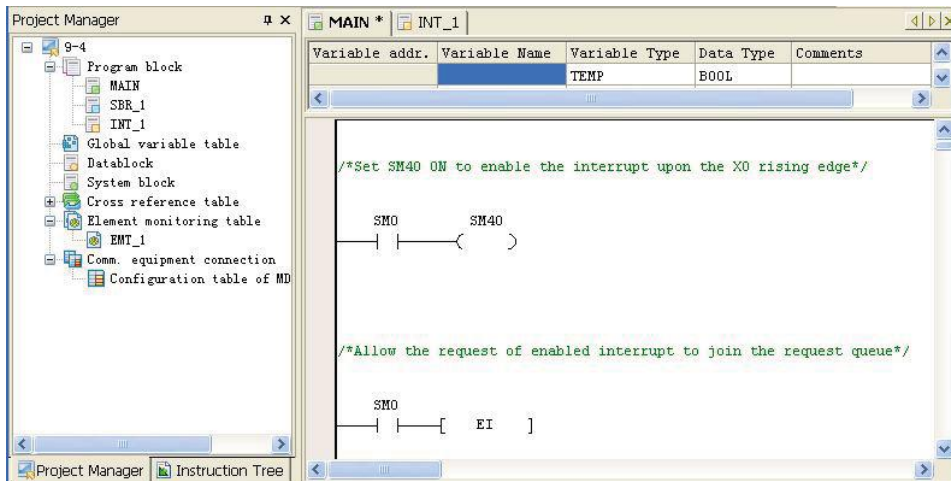 Project Manager
9-4
Program block
MAIN
SBR_1
INT_1
Global variable table
Datablock
System block
Cross reference table
Element monitoring table
EMT_1
Comm. equipment connection
Configuration table of MD
Project Manager
Instruction Tree
MAIN *
INT_1
Variable addr. Variable Name Variable Type Data Type Comments
TEMP BOOL
/*Set SM40 ON to enable the interrupt upon the X0 rising edge*/
SM0 SM40
/*Allow the request of enabled interrupt to join the request queue*/
SM0
[ EI ]